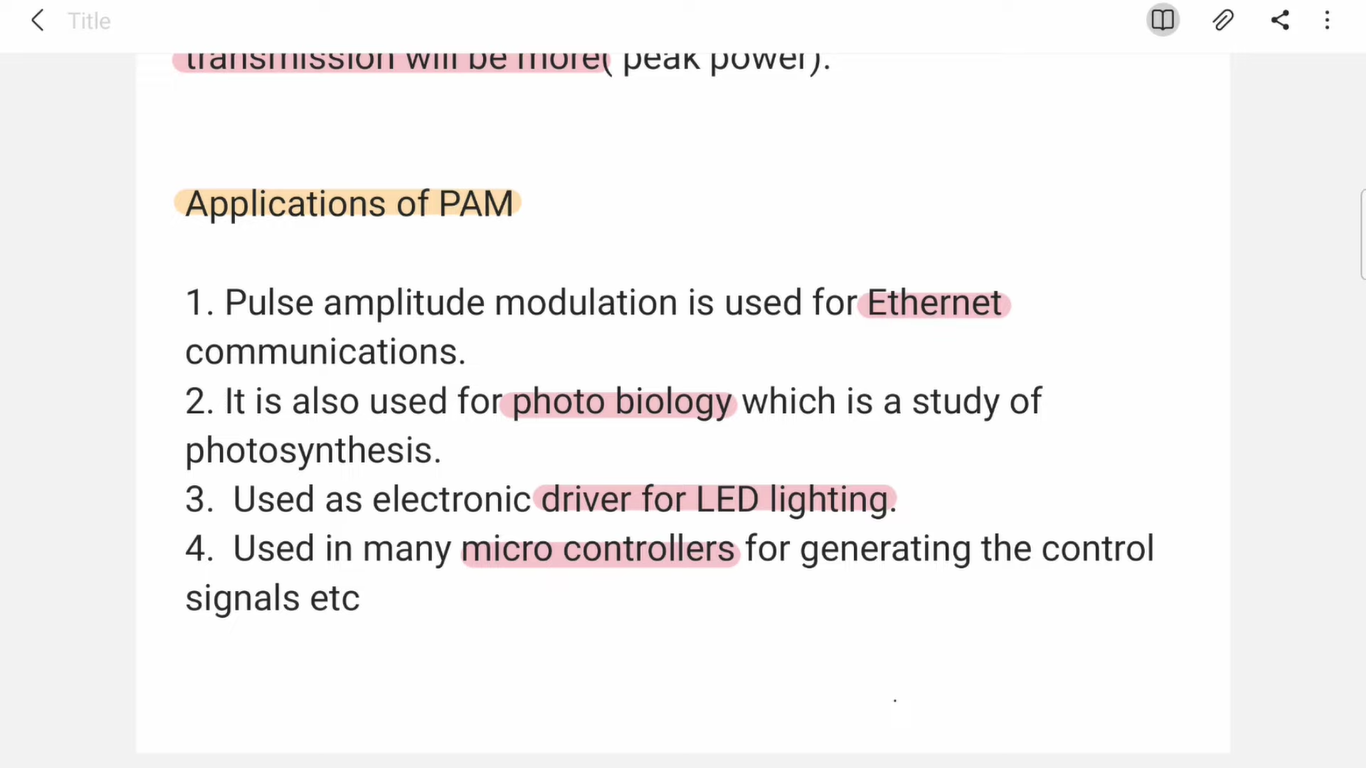 Title
transmission will be more( peak power).
Applications of PAM
1. Pulse amplitude modulation is used for Ethernet
communications.
2. It is also used for photo biology which is a study of
photosynthesis.
3. Used as electronic driver for LED lighting.
4. Used in many micro controllers for generating the control
signals etc